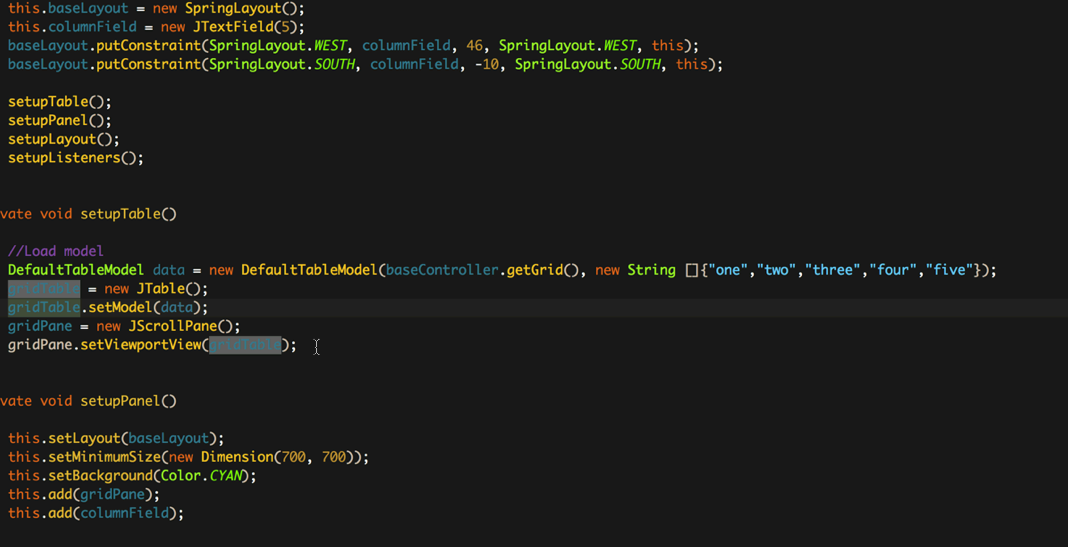 this.baseLayout = new SpringLayout();
this.columnField = new JTextField(5);
baseLayout.putConstraint(SpringLayout.WEST, columnField, 46, SpringLayout.WEST, this);
baseLayout.putConstraint(SpringLayout.SOUTH, columnField, -10, SpringLayout.SOUTH, this);
setupTable();
setupPanel();
setupLayout();
setupListeners();
vate void setupTable()
//Load model
DefaultTableModel data = new DefaultTableModel(baseController.getGrid(), new String []{"one","two","three","four","five"});
gridTable = new JTable();
gridTable.setModel(data);
gridPane = new JScrollPane();
gridPane.setViewportView(gridTable);
vate void setupPanel()
this.setLayout(baseLayout);
this.setMinimumSize(new Dimension(700, 700));
this.setBackground(Color.CYAN);
this.add(gridPane);
this.add(columnField);